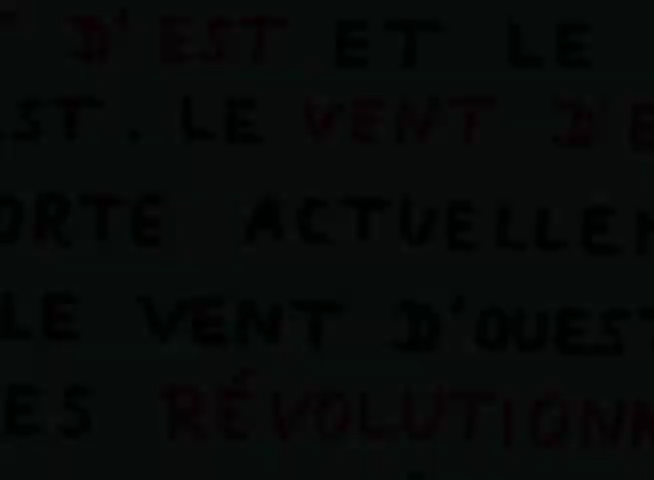 D'EST ET LE
EST. LE VENT D'E
ORTE ACTUELLEM
LE VENT D'OUEST
ES RÉVOLUTIONN